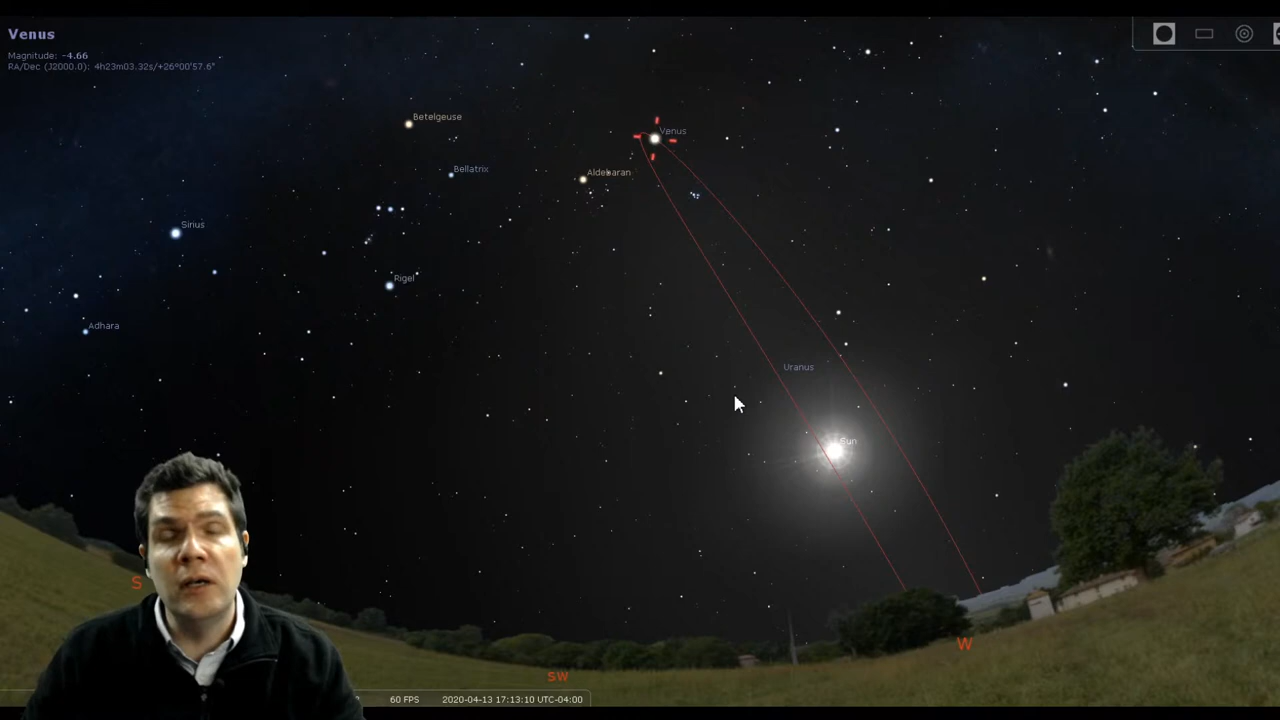 Venus
Magnitude: -4.66
RA/Dec (J2000.0): 4h23m03.32s/+26°00'57.6"
Betelgeuse
Venus
Bellatrix
Aldebaran
Sirius
Rigel
Adhara
Uranus
Sun
S
W
SW
60 FPS
2020-04-13 17:13:10 UTC-04:00